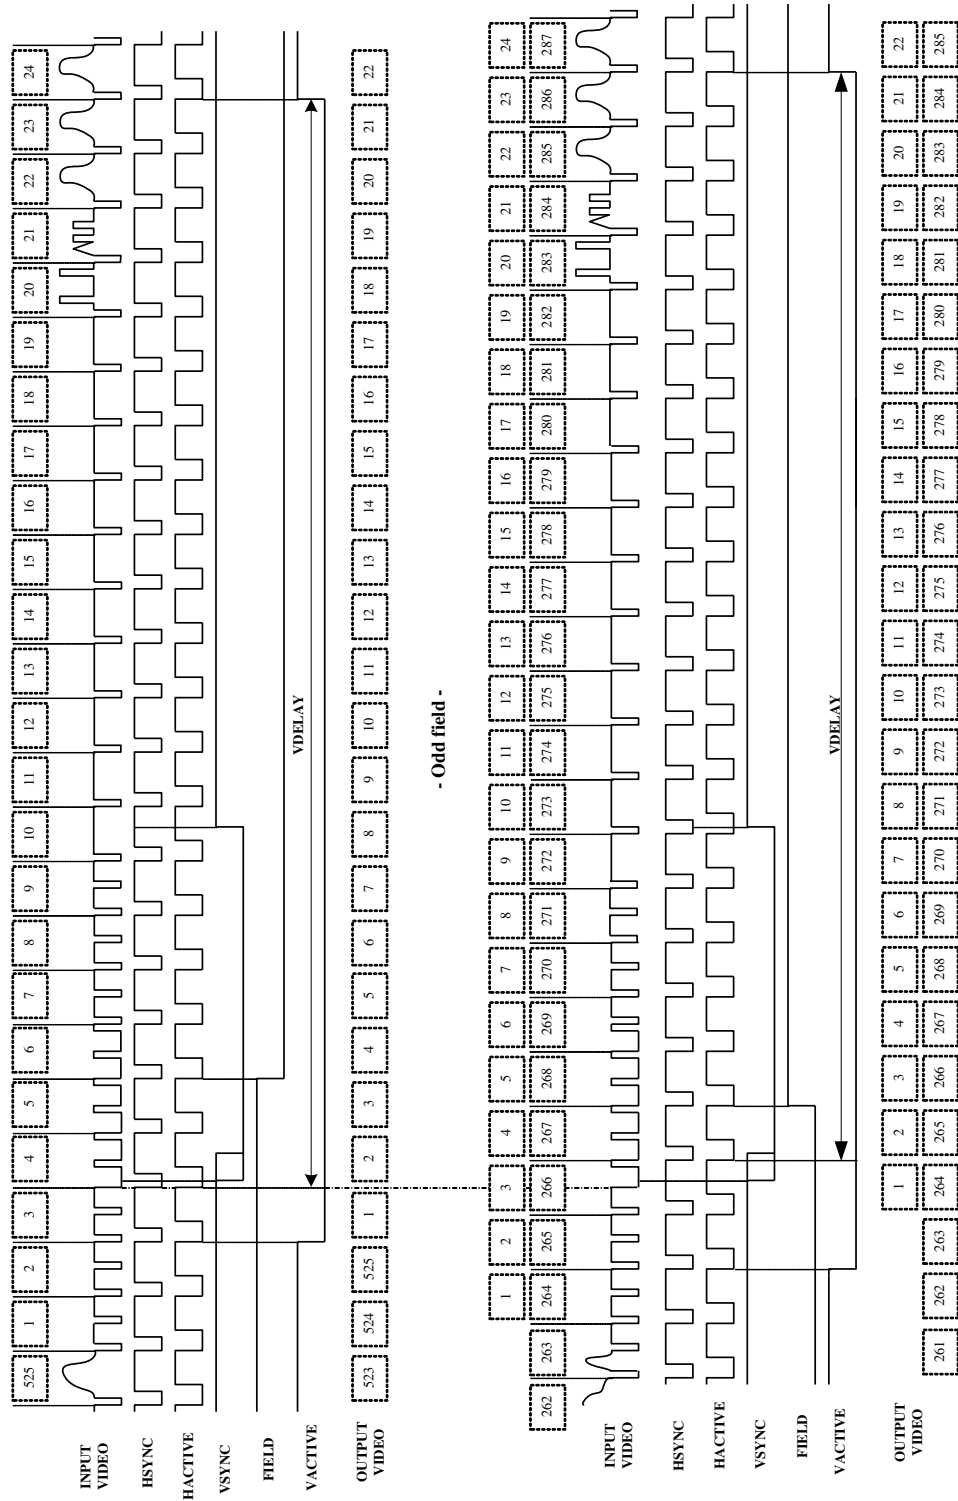 525 1 2 3 4 5 6 7 8 9 10 11 12 13 14 15 16 17 18 19 20 21 22 23 24
INPUT
VIDEO
HSYNC
HACTIVE
VSYNC
FIELD
VACTIVE
VDELAY
OUTPUT
VIDEO
523 524 525 1 2 3 4 5 6 7 8 9 10 11 12 13 14 15 16 17 18 19 20 21 22
- Odd field -
1 2 3 4 5 6 7 8 9 10 11 12 13 14 15 16 17 18 19 20 21 22 23 24
262 263 264 265 266 267 268 269 270 271 272 273 274 275 276 277 278 279 280 281 282 283 284 285 286 287
INPUT
VIDEO
HSYNC
HACTIVE
VSYNC
FIELD
VACTIVE
VDELAY
OUTPUT
VIDEO
1 2 3 4 5 6 7 8 9 10 11 12 13 14 15 16 17 18 19 20 21 22
261 262 263 264 265 266 267 268 269 270 271 272 273 274 275 276 277 278 279 280 281 282 283 284 285